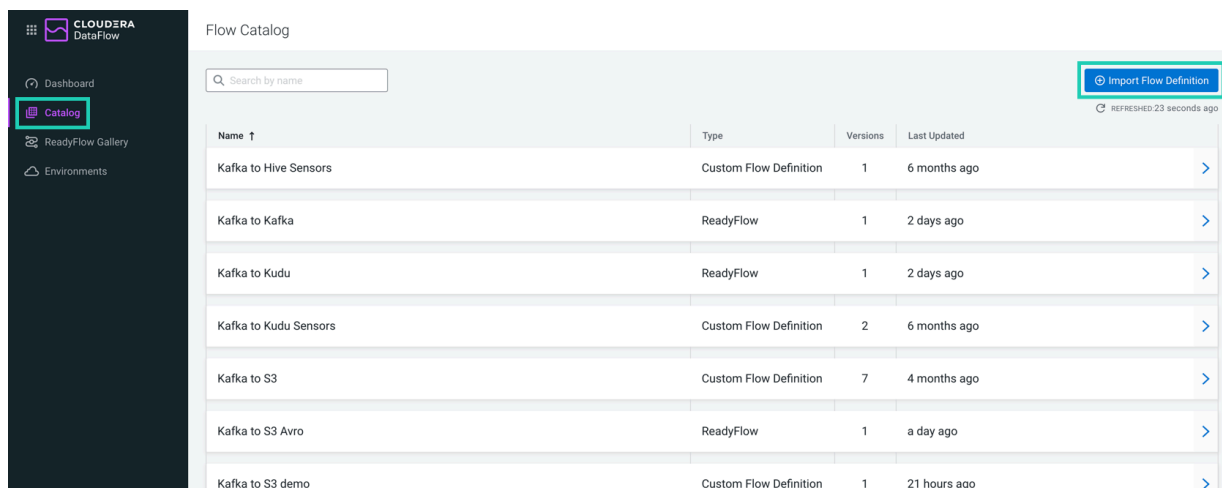 CLOUDERA
DataFlow
Dashboard
Catalog
ReadyFlow Gallery
Environments
Flow Catalog
Search by name
Import Flow Definition
REFRESHED:23 seconds ago
Name ↑ Type Versions Last Updated
Kafka to Hive Sensors Custom Flow Definition 1 6 months ago
Kafka to Kafka ReadyFlow 1 2 days ago
Kafka to Kudu ReadyFlow 1 2 days ago
Kafka to Kudu Sensors Custom Flow Definition 2 6 months ago
Kafka to S3 Custom Flow Definition 7 4 months ago
Kafka to S3 Avro ReadyFlow 1 a day ago
Kafka to S3 demo Custom Flow Definition 1 21 hours ago